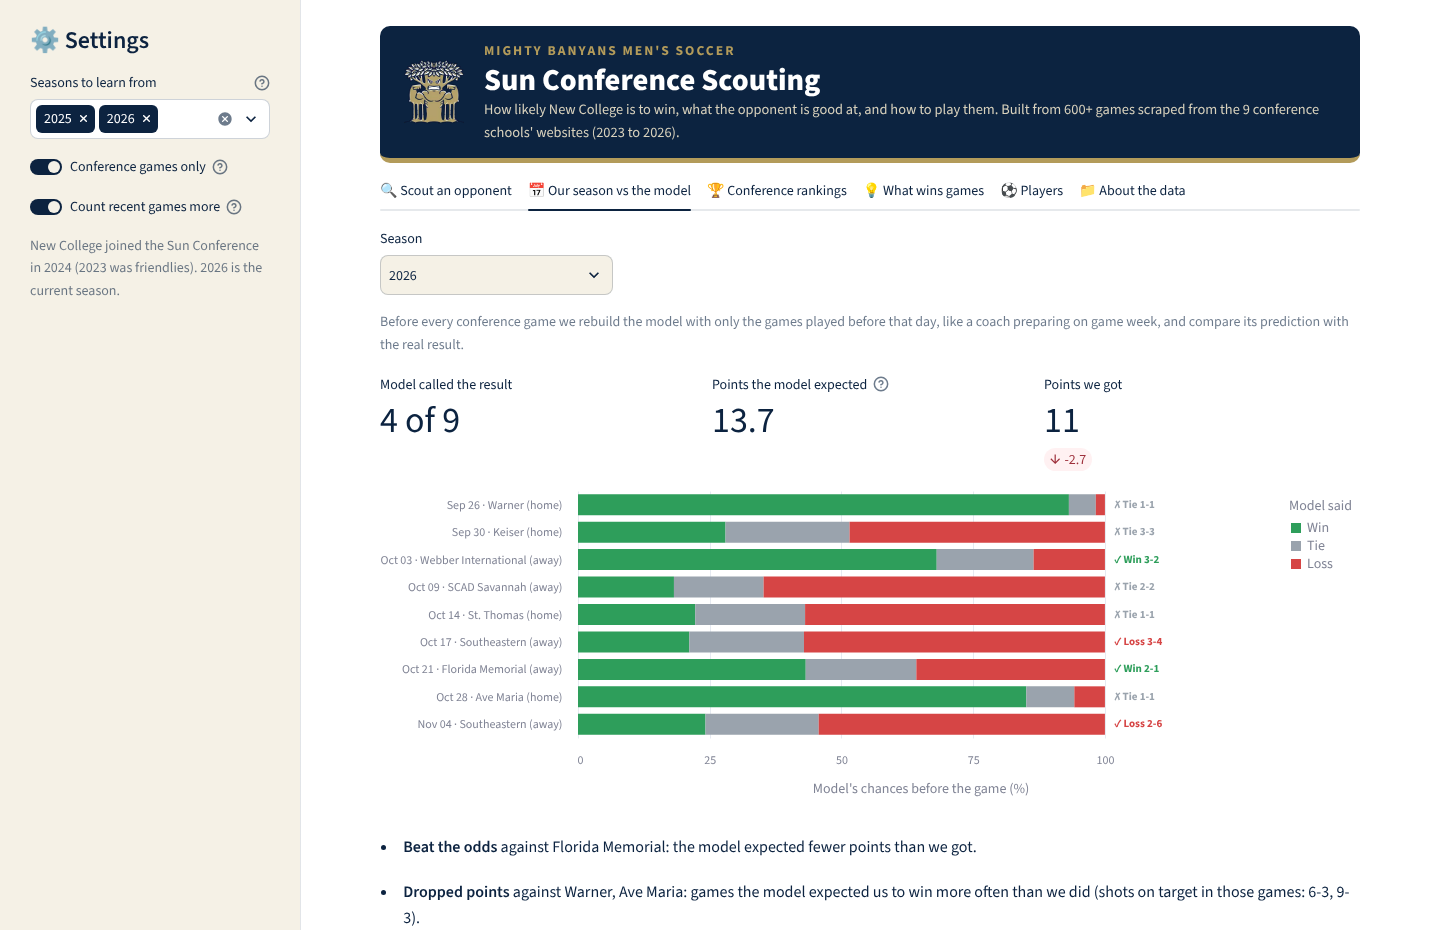 ⚙️ Settings
Seasons to learn from
2025 ✕ 2026 ✕
Conference games only
Count recent games more
New College joined the Sun Conference
in 2024 (2023 was friendlies). 2026 is the
current season.
MIGHTY BANYANS MEN'S SOCCER
Sun Conference Scouting
How likely New College is to win, what the opponent is good at, and how to play them. Built from 600+ games scraped from the 9 conference
schools' websites (2023 to 2026).
🔍 Scout an opponent 📅 Our season vs the model 🏆 Conference rankings 💡 What wins games ⚽ Players 📁 About the data
Season
2026
Before every conference game we rebuild the model with only the games played before that day, like a coach preparing on game week, and compare its prediction with
the real result.
Model called the result
4 of 9
Points the model expected
13.7
Points we got
11
↓ -2.7
Sep 26 · Warner (home) ✗ Tie 1-1
Sep 30 · Keiser (home) ✗ Tie 3-3
Oct 03 · Webber International (away) ✓ Win 3-2
Oct 09 · SCAD Savannah (away) ✗ Tie 2-2
Oct 14 · St. Thomas (home) ✗ Tie 1-1
Oct 17 · Southeastern (away) ✓ Loss 3-4
Oct 21 · Florida Memorial (away) ✓ Win 2-1
Oct 28 · Ave Maria (home) ✗ Tie 1-1
Nov 04 · Southeastern (away) ✓ Loss 2-6
0 25 50 75 100
Model's chances before the game (%)
Model said
Win
Tie
Loss
• Beat the odds against Florida Memorial: the model expected fewer points than we got.
• Dropped points against Warner, Ave Maria: games the model expected us to win more often than we did (shots on target in those games: 6-3, 9-
3).